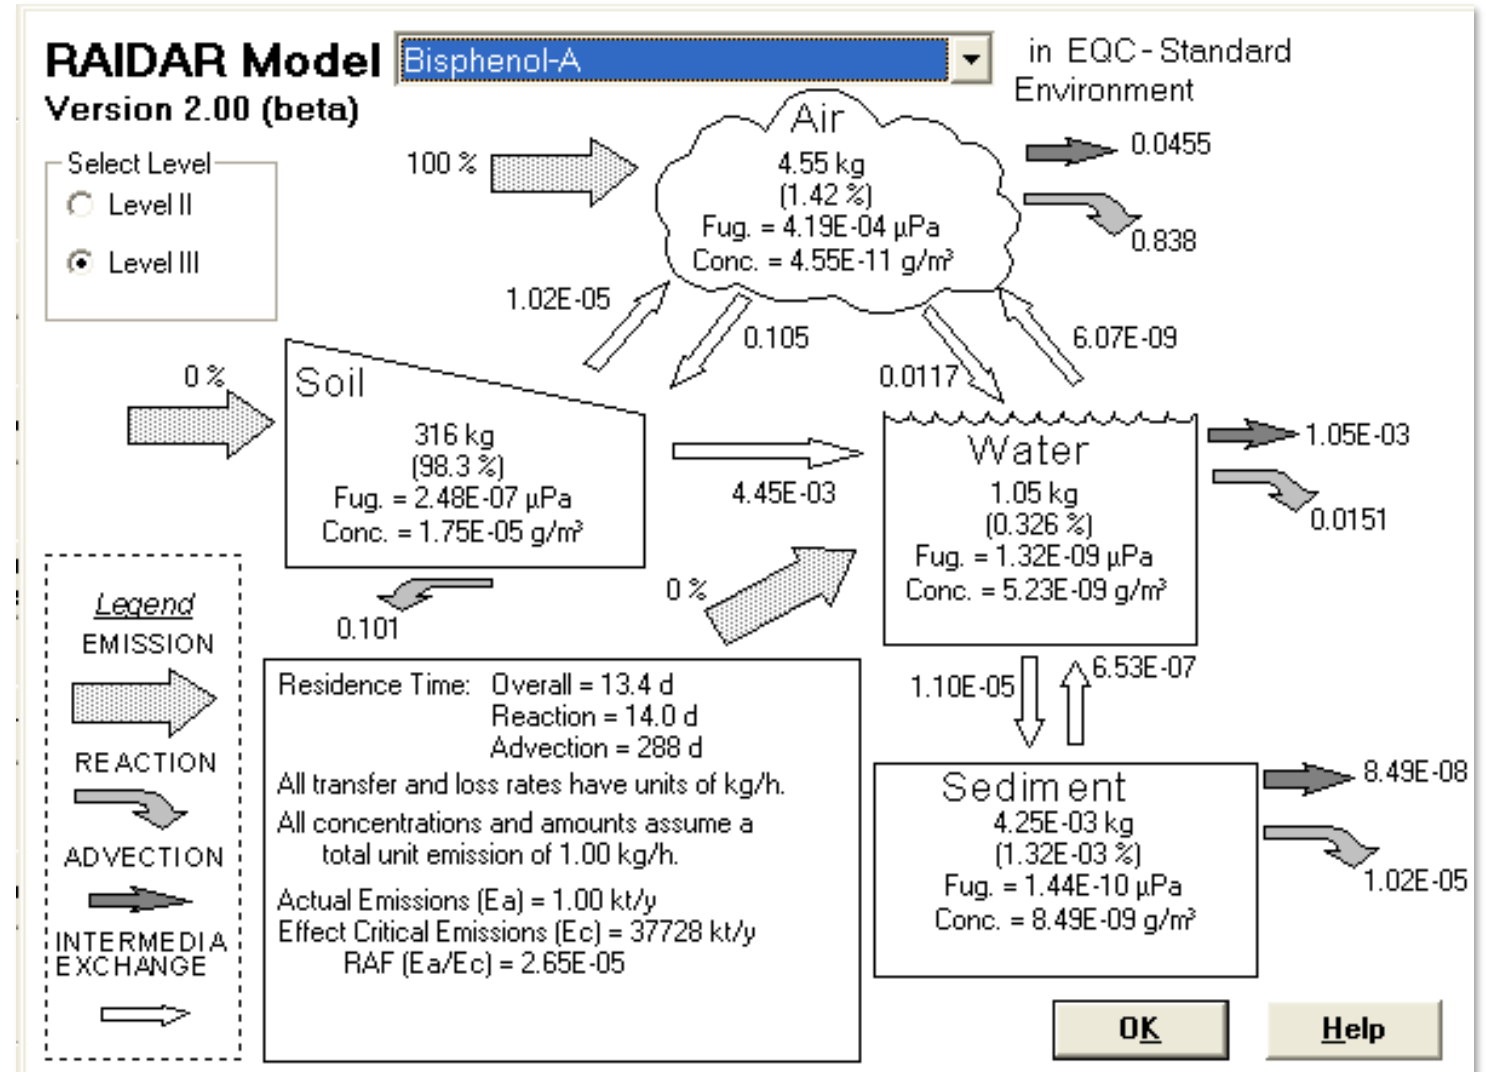 RAIDAR Model
Bisphenol-A
in EQC - Standard
Environment
Version 2.00 (beta)
Select Level
Level II
Level III
100 %
Air
4.55 kg
(1.42 %)
Fug. = 4.19E-04 µPa
Conc. = 4.55E-11 g/m³
0.0455
0.838
1.02E-05
0.105
0.0117
6.07E-09
0 %
Soil
316 kg
(98.3 %)
Fug. = 2.48E-07 µPa
Conc. = 1.75E-05 g/m³
4.45E-03
0.101
0 %
Water
1.05 kg
(0.326 %)
Fug. = 1.32E-09 µPa
Conc. = 5.23E-09 g/m³
1.05E-03
0.0151
1.10E-05
6.53E-07
Sediment
4.25E-03 kg
(1.32E-03 %)
Fug. = 1.44E-10 µPa
Conc. = 8.49E-09 g/m³
8.49E-08
1.02E-05
Legend
EMISSION
REACTION
ADVECTION
INTERMEDIA
EXCHANGE
Residence Time: Overall = 13.4 d
Reaction = 14.0 d
Advection = 288 d
All transfer and loss rates have units of kg/h.
All concentrations and amounts assume a
total unit emission of 1.00 kg/h.
Actual Emissions (Ea) = 1.00 kt/y
Effect Critical Emissions (Ec) = 37728 kt/y
RAF (Ea/Ec) = 2.65E-05
OK
Help